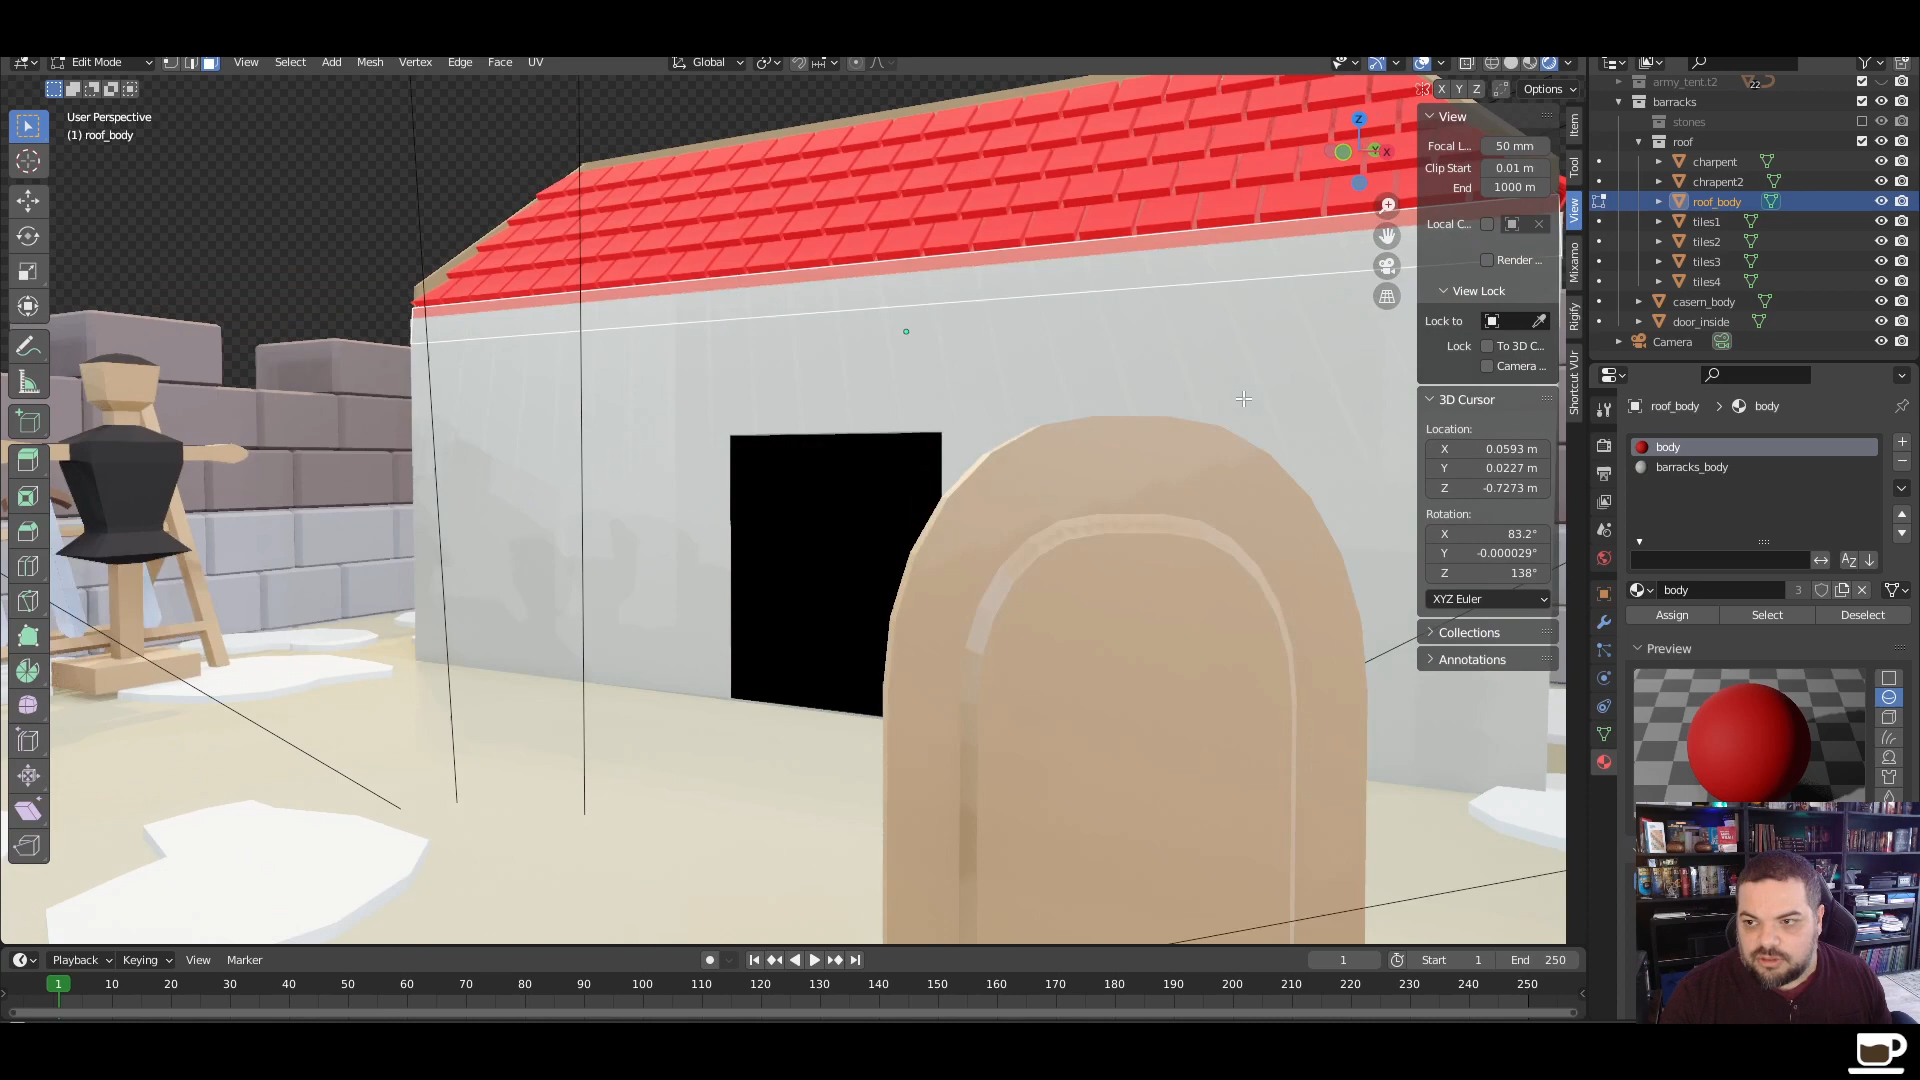 Edit Mode View Select Add Mesh Vertex Edge Face UV Global
X Y Z Options
User Perspective
(1) roof_body
View
Focal L... 50 mm
Clip Start 0.01 m
End 1000 m
Local C...
Render ...
View Lock
Lock to
Lock To 3D C...
Camera ...
3D Cursor
Location:
X 0.0593 m
Y 0.0227 m
Z -0.7273 m
Rotation:
X 83.2°
Y -0.000029°
Z 138°
XYZ Euler
Collections
Annotations
Z
Y X
Item
Tool
View
Mixamo
Rigify
Shortcut VUr
army_tent.t2 22
barracks
stones
roof
charpent
chrapent2
roof_body
tiles1
tiles2
tiles3
tiles4
casern_body
door_inside
Camera
roof_body > body
body
barracks_body
body 3
Assign Select Deselect
Preview
Playback Keying View Marker 1 Start 1 End 250
1 10 20 30 40 50 60 70 80 90 100 110 120 130 140 150 160 170 180 190 200 210 220 230 240 250